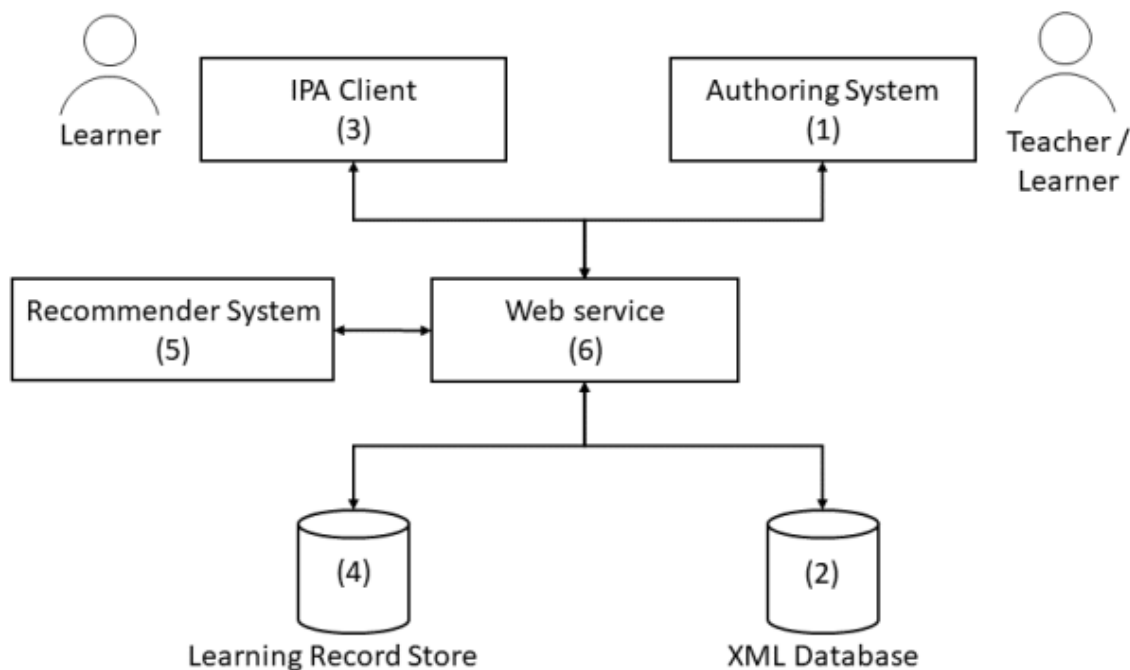 Learner
IPA Client
(3)
Authoring System
(1)
Teacher /
Learner
Recommender System
(5)
Web service
(6)
(4)
Learning Record Store
(2)
XML Database